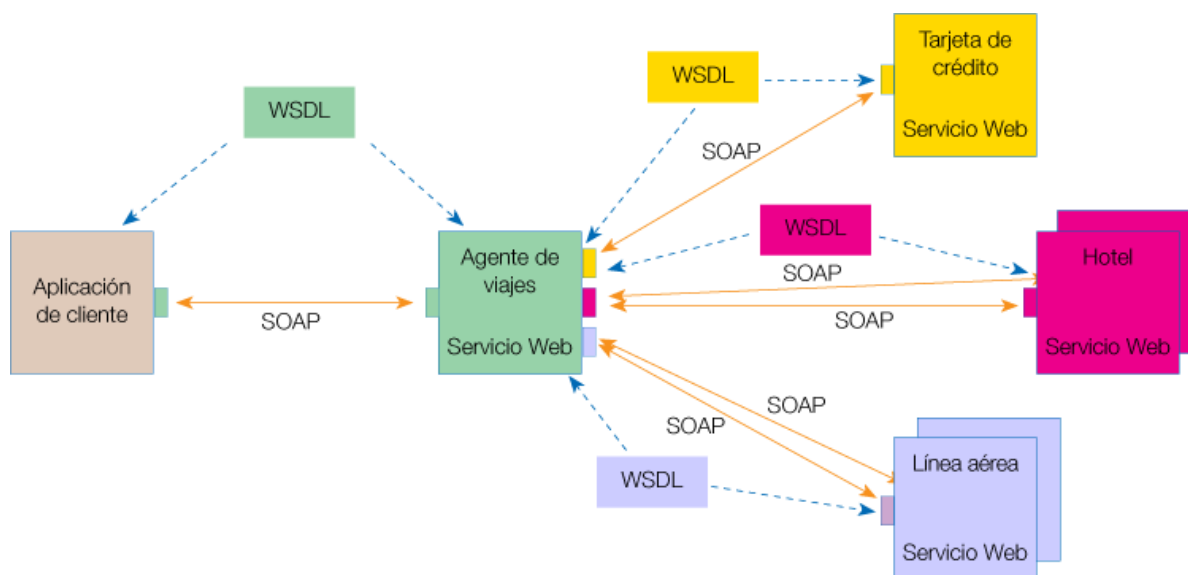 Tarjeta de
crédito
Servicio Web
WSDL
WSDL
SOAP
WSDL
Hotel
Servicio Web
SOAP
SOAP
Aplicación
de cliente
SOAP
Agente de
viajes
Servicio Web
SOAP
SOAP
WSDL
Línea aérea
Servicio Web